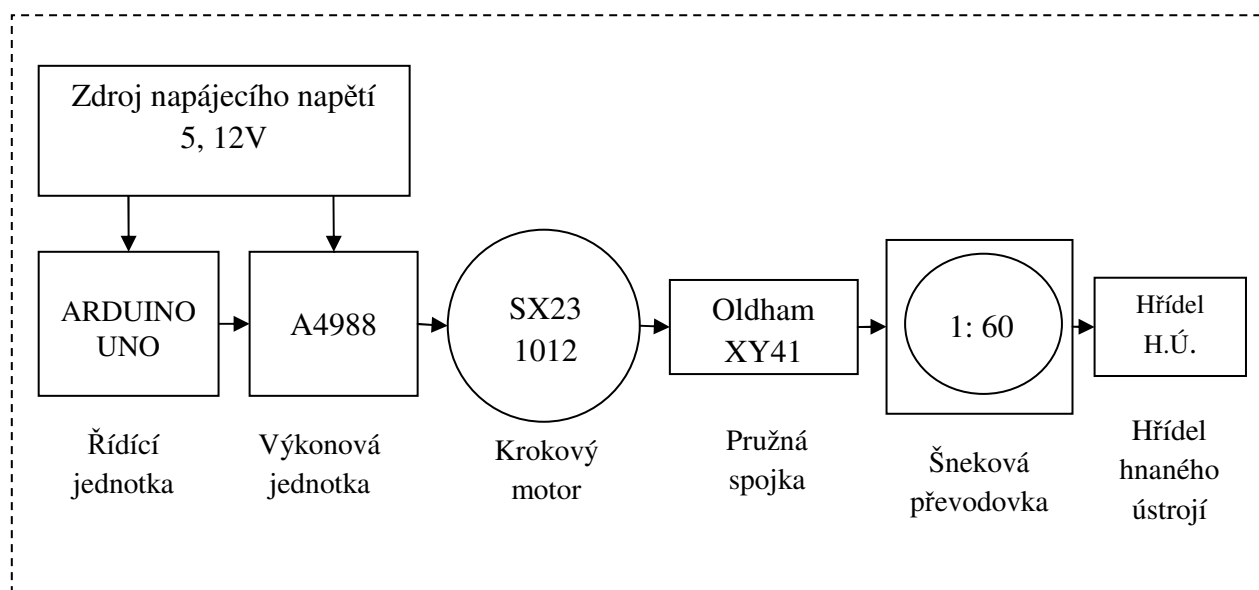 Zdroj napájecího napětí
5, 12V
ARDUINO
UNO
A4988
SX23
1012
Oldham
XY41
1: 60
Hřídel
H.Ú.
Řídící
jednotka
Výkonová
jednotka
Krokový
motor
Pružná
spojka
Šneková
převodovka
Hřídel
hnaného
ústrojí